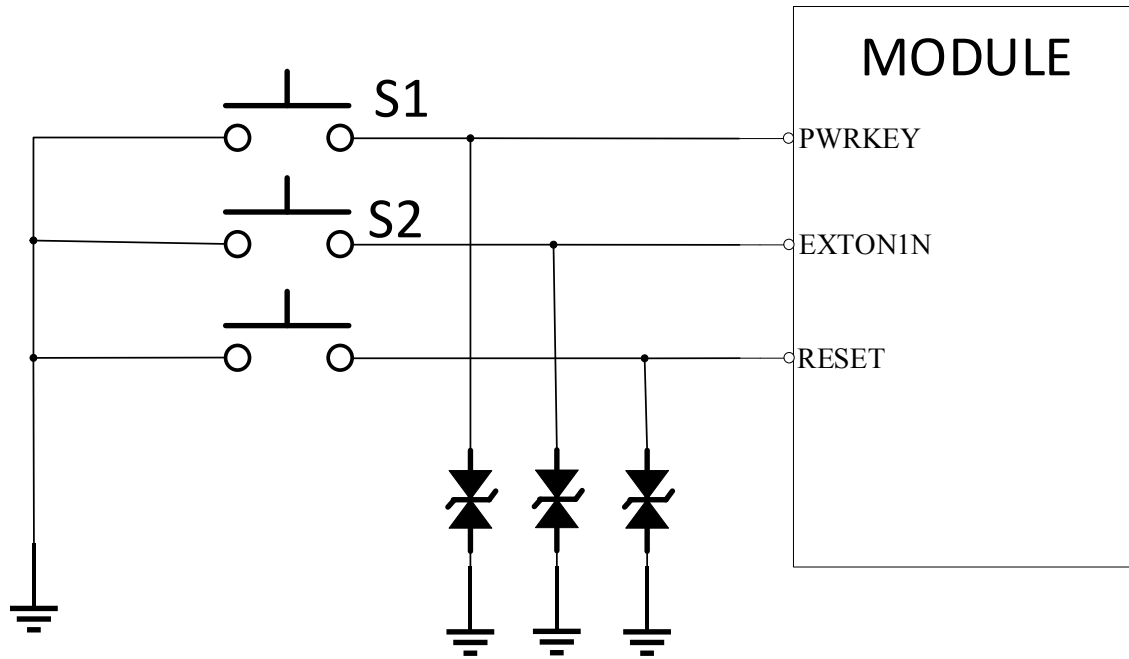 MODULE
S1
PWRKEY
S2
EXTON1N
RESET